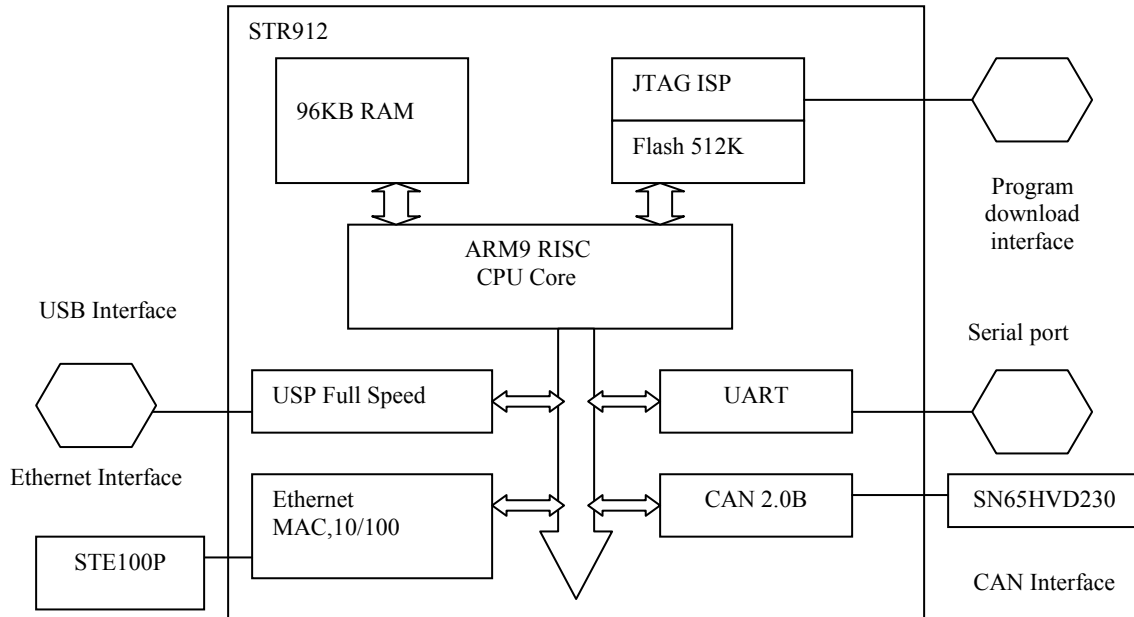 STR912
96KB RAM
JTAG ISP
Flash 512K
Program
download
interface
ARM9 RISC
CPU Core
USB Interface
Serial port
USP Full Speed
UART
Ethernet Interface
Ethernet
MAC,10/100
CAN 2.0B
SN65HVD230
STE100P
CAN Interface